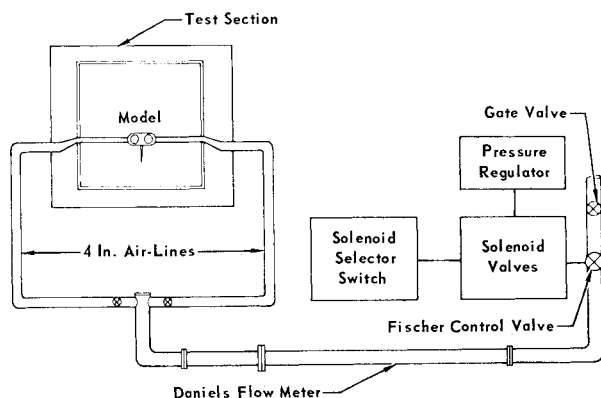 Test Section
Model
Gate Valve
Pressure
Regulator
4 In. Air-Lines
Solenoid
Selector
Switch
Solenoid
Valves
Fischer Control Valve
Daniels Flow Meter